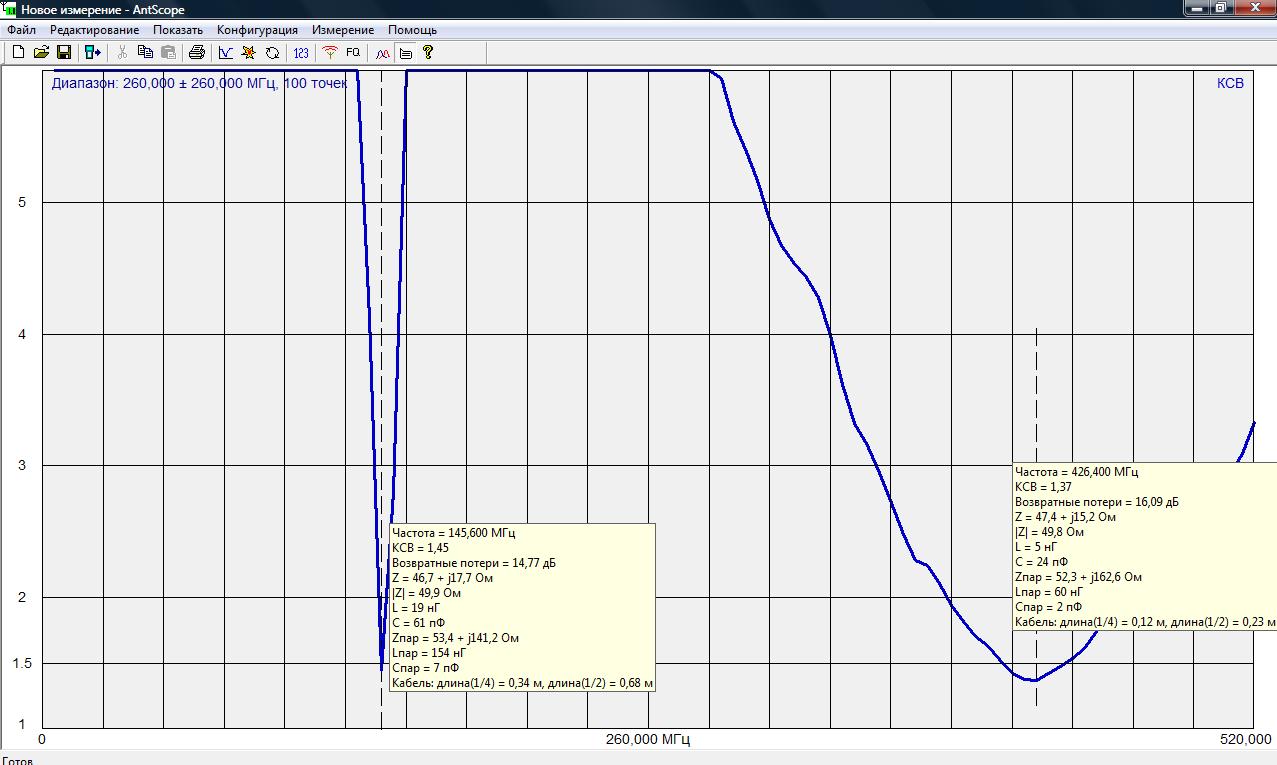 Новое измерение - AntScope
Файл Редактирование Показать Конфигурация Измерение Помощь
123 FQ ?
Диапазон: 260,000 ± 260,000 МГц, 100 точек
КСВ
5
4
3
2
1.5
1
Частота = 145,600 МГц
КСВ = 1,45
Возвратные потери = 14,77 дБ
Z = 46,7 + j17,7 Ом
|Z| = 49,9 Ом
L = 19 нГ
C = 61 пФ
Zпар = 53,4 + j141,2 Ом
Lпар = 154 нГ
Cпар = 7 пФ
Кабель: длина(1/4) = 0,34 м, длина(1/2) = 0,68 м
Частота = 426,400 МГц
КСВ = 1,37
Возвратные потери = 16,09 дБ
Z = 47,4 + j15,2 Ом
|Z| = 49,8 Ом
L = 5 нГ
C = 24 пФ
Zпар = 52,3 + j162,6 Ом
Lпар = 60 нГ
Cпар = 2 пФ
Кабель: длина(1/4) = 0,12 м, длина(1/2) = 0,23 м
0
260,000 МГц
520,000
Готов